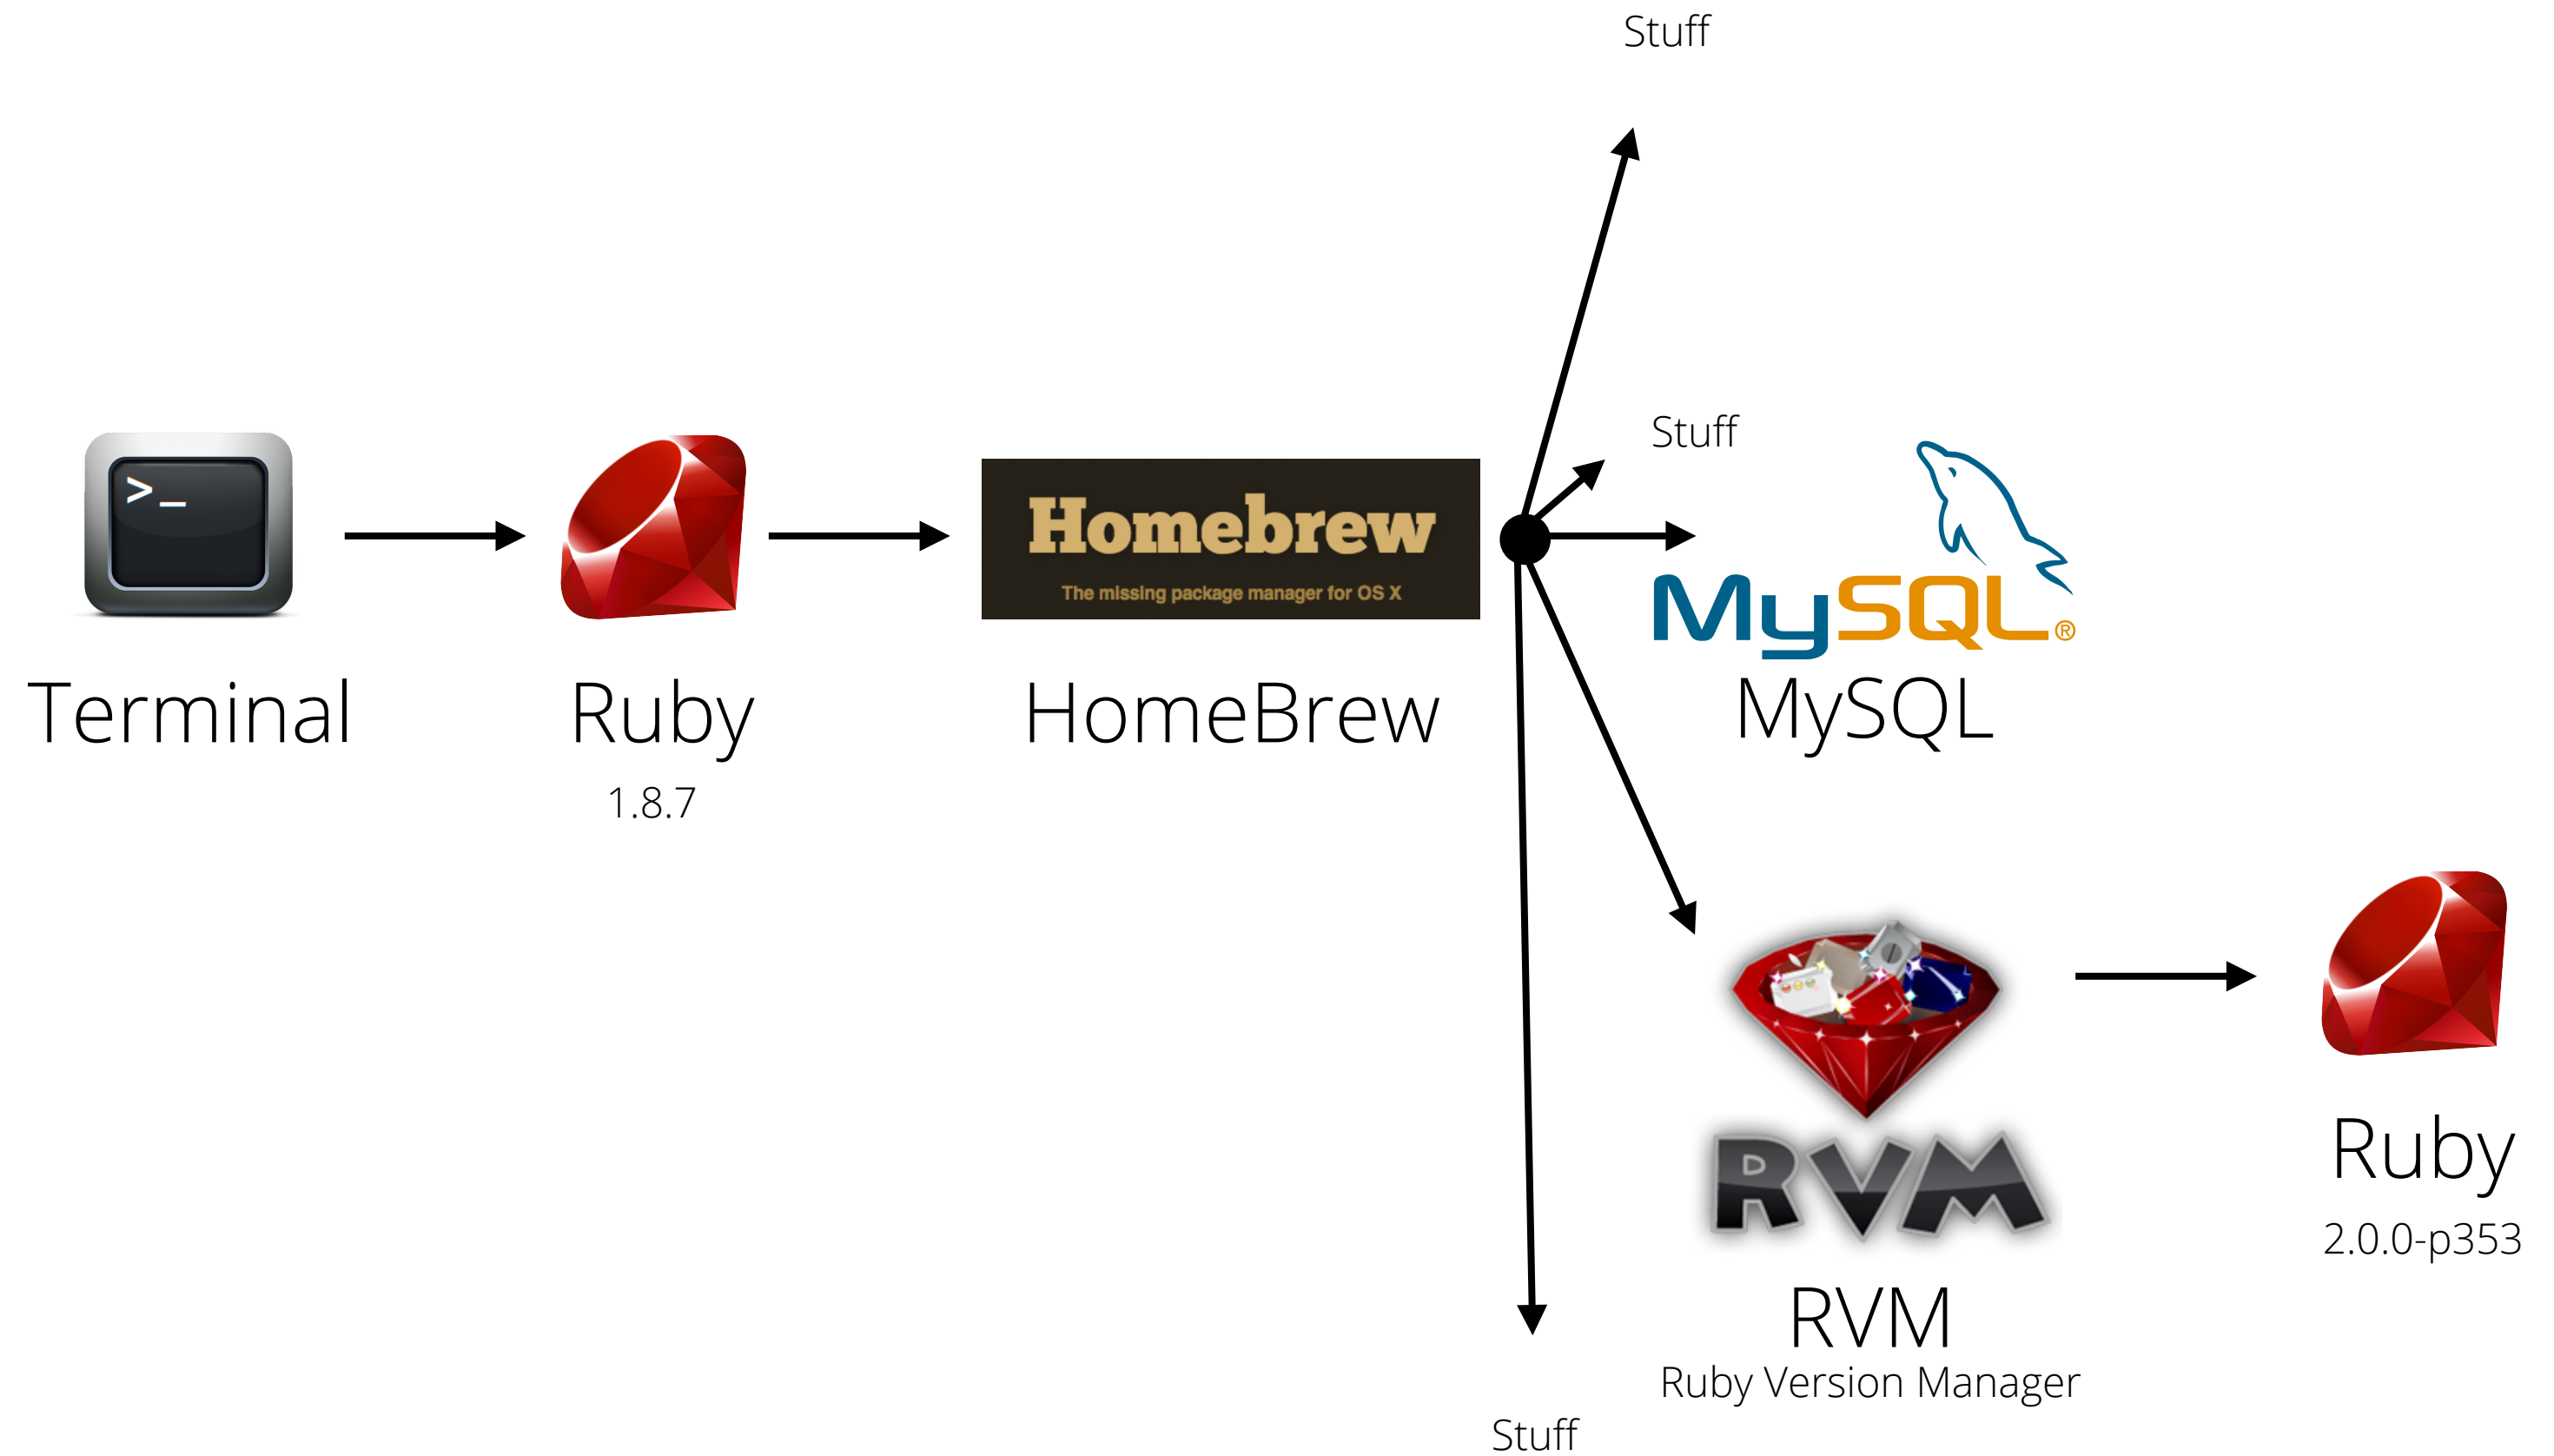 Stuff
Stuff
>_
Homebrew
The missing package manager for OS X
MySQL®
Terminal
Ruby
1.8.7
HomeBrew
MySQL
RVM
RVM
Ruby Version Manager
Ruby
2.0.0-p353
Stuff